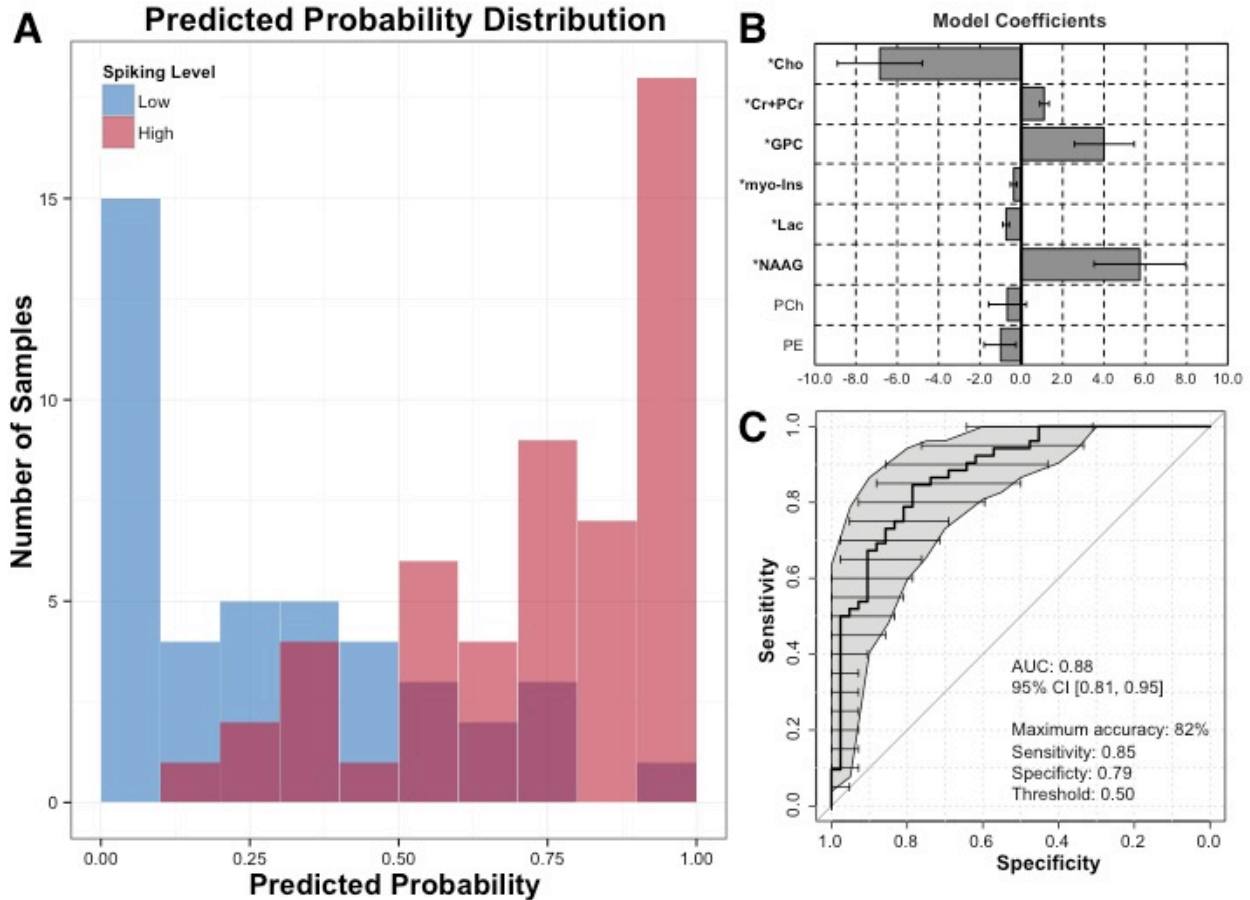 A
Predicted Probability Distribution
Spiking Level
Low
High
Number of Samples
15
10
5
0
0.00 0.25 0.50 0.75 1.00
Predicted Probability
B
Model Coefficients
*Cho
*Cr+PCr
*GPC
*myo-Ins
*Lac
*NAAG
PCh
PE
-10.0 -8.0 -6.0 -4.0 -2.0 0.0 2.0 4.0 6.0 8.0 10.0
C
Sensitivity
1.0
0.8
0.6
0.4
0.2
0.0
AUC: 0.88
95% CI [0.81, 0.95]
Maximum accuracy: 82%
Sensitivity: 0.85
Specificty: 0.79
Threshold: 0.50
1.0 0.8 0.6 0.4 0.2 0.0
Specificity